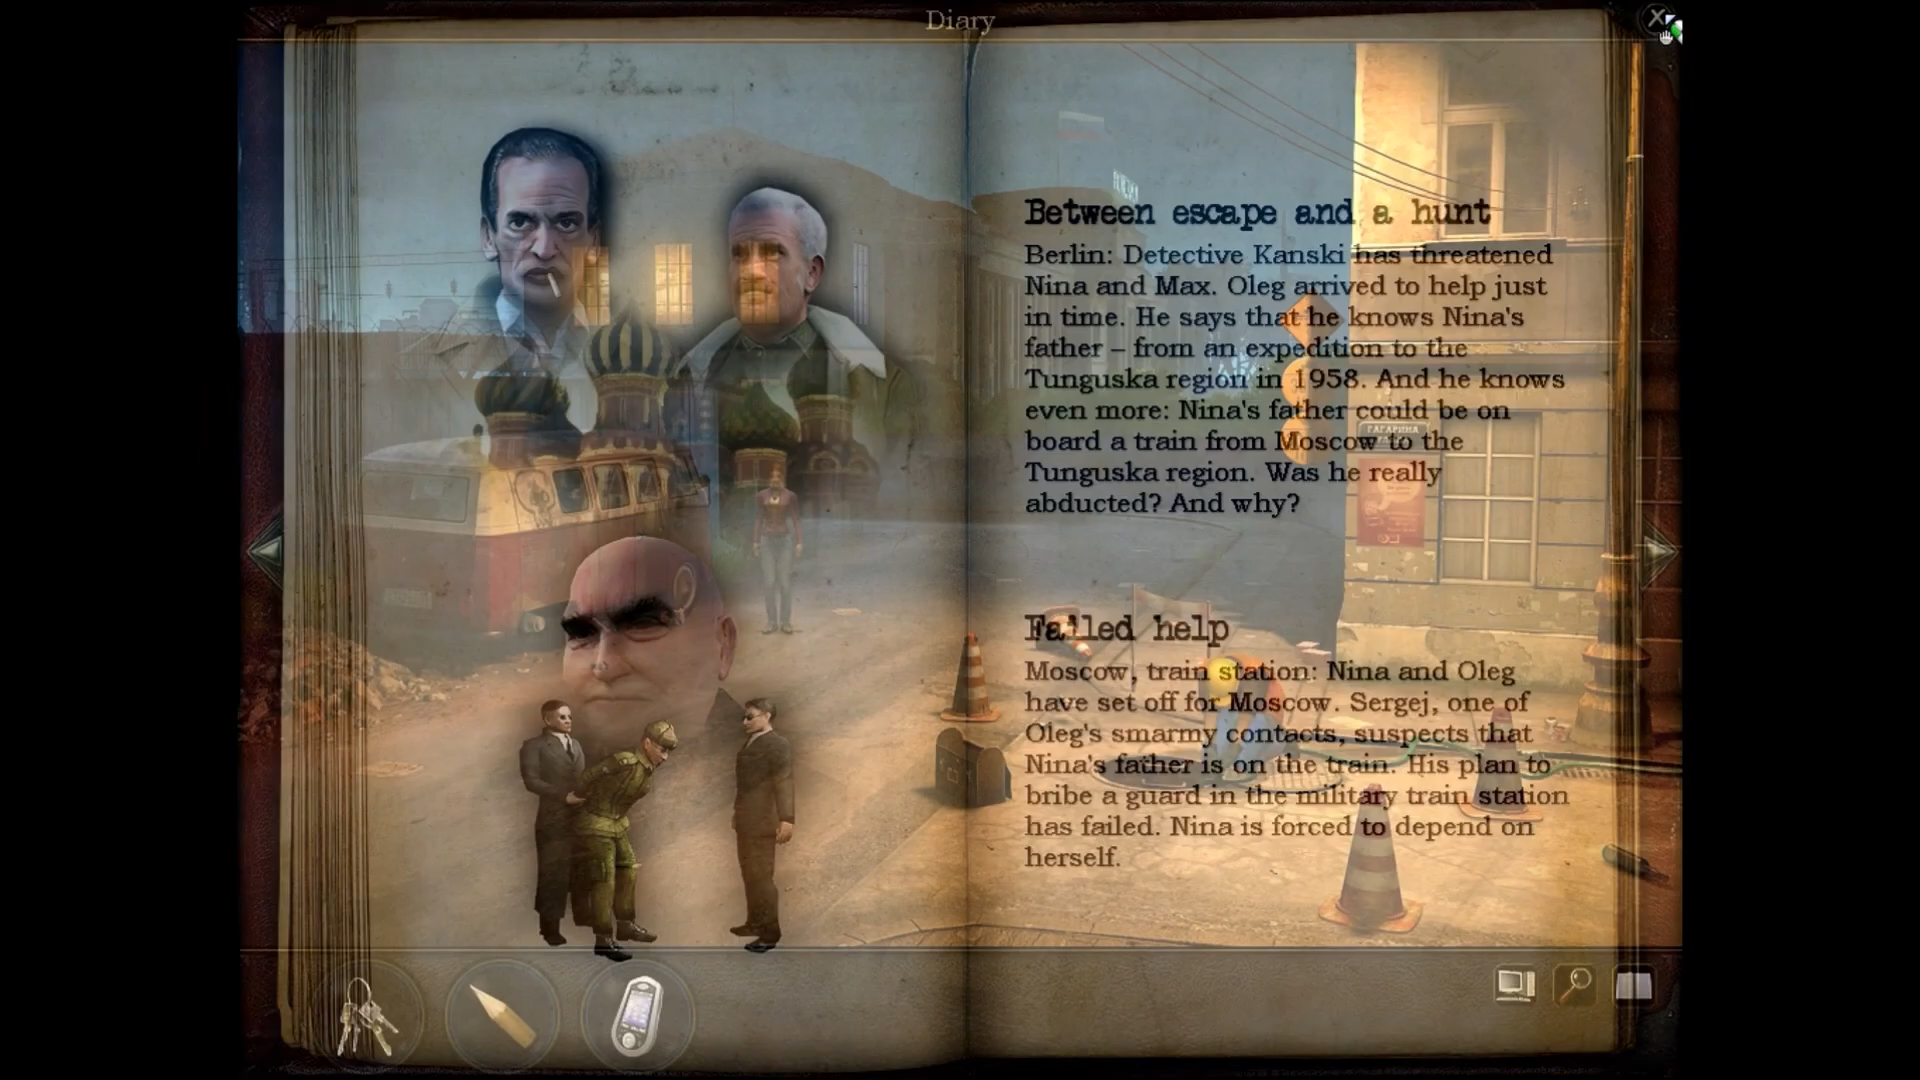 Diary
Between escape and a hunt
Berlin: Detective Kanski has threatened
Nina and Max. Oleg arrived to help just
in time. He says that he knows Nina's
father – from an expedition to the
Tunguska region in 1958. And he knows
even more: Nina's father could be on
board a train from Moscow to the
Tunguska region. Was he really
abducted? And why?
ГАГАРИНА
Failed help
Moscow, train station: Nina and Oleg
have set off for Moscow. Sergej, one of
Oleg's smarmy contacts, suspects that
Nina's father is on the train. His plan to
bribe a guard in the military train station
has failed. Nina is forced to depend on
herself.